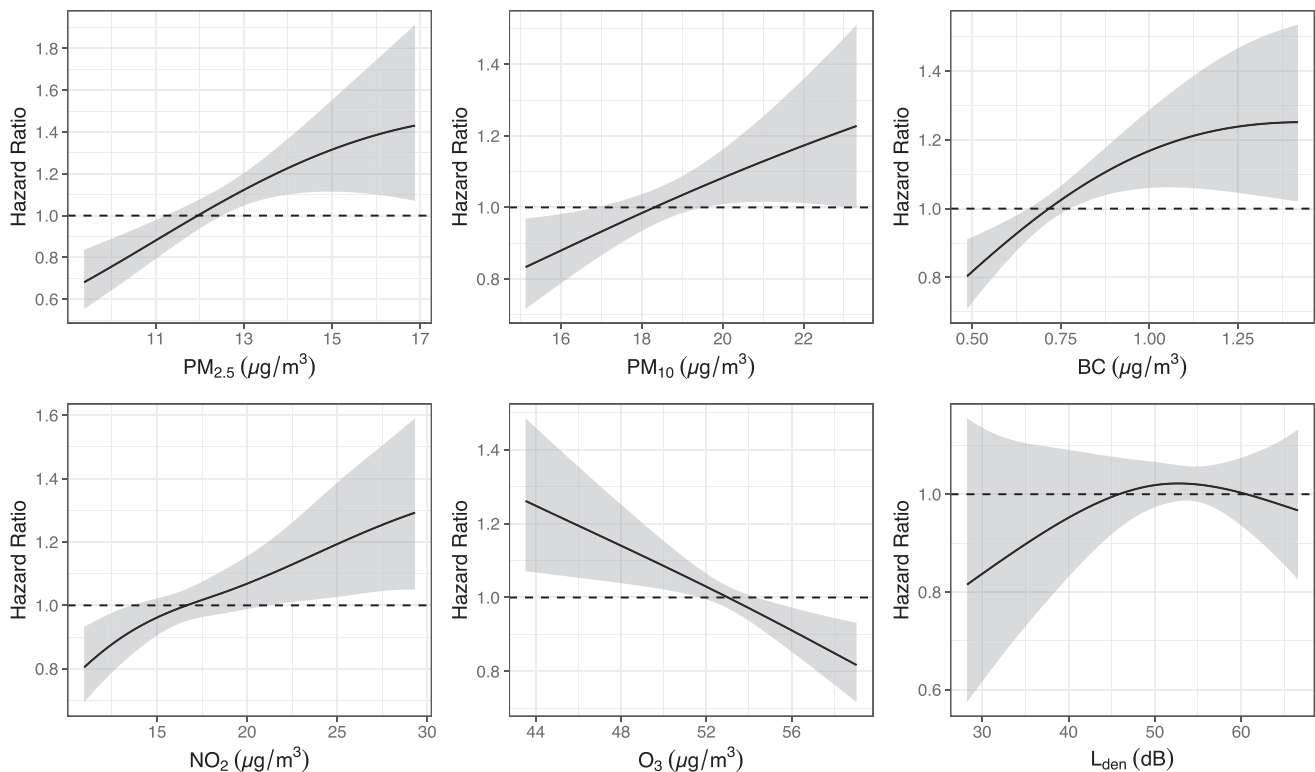 Hazard Ratio
1.8
1.6
1.4
1.2
1.0
0.8
0.6
11 13 15 17
PM2.5 (µg/m³)
Hazard Ratio
1.4
1.2
1.0
0.8
16 18 20 22
PM10 (µg/m³)
Hazard Ratio
1.4
1.2
1.0
0.8
0.50 0.75 1.00 1.25
BC (µg/m³)
Hazard Ratio
1.6
1.4
1.2
1.0
0.8
15 20 25 30
NO2 (µg/m³)
Hazard Ratio
1.4
1.2
1.0
0.8
44 48 52 56
O3 (µg/m³)
Hazard Ratio
1.0
0.8
0.6
30 40 50 60
Lden (dB)